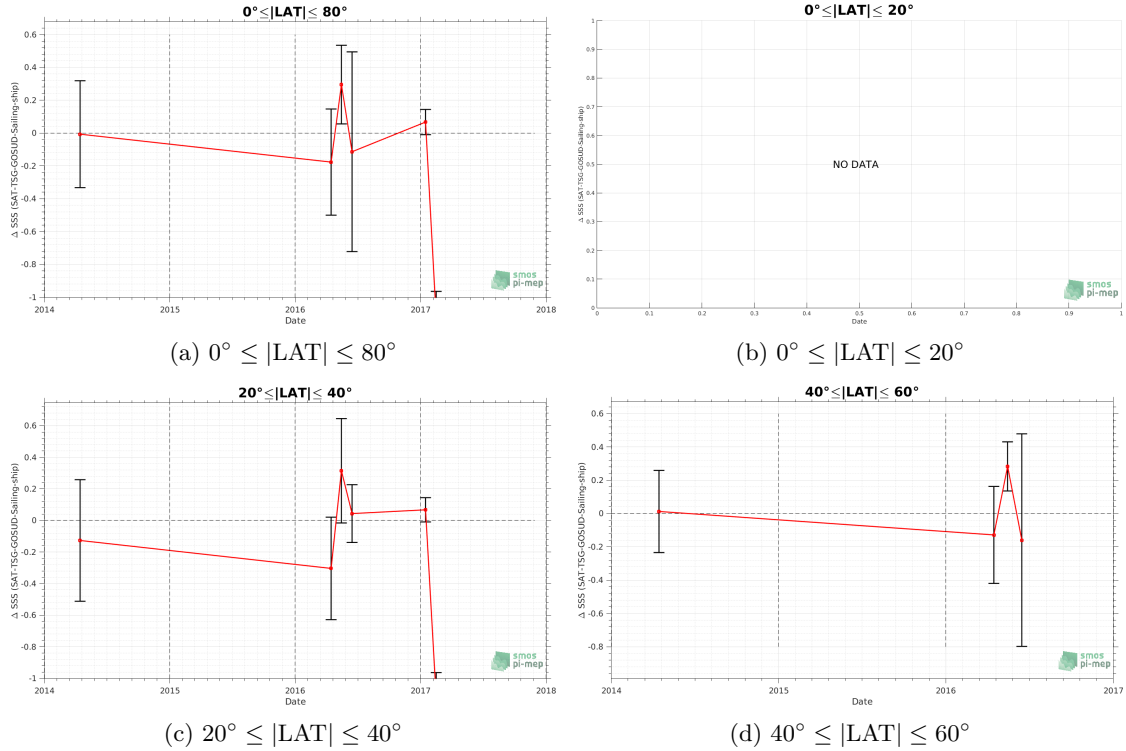 0°≤|LAT|≤ 80°
Δ SSS (SAT-TSG-GOSUD-Sailing-ship)
0.6
0.4
0.2
0
-0.2
-0.4
-0.6
-0.8
-1
2014
2015
2016
2017
2018
Date
smos
pi-mep
(a) 0° ≤ |LAT| ≤ 80°
0°≤|LAT|≤ 20°
Δ SSS (SAT-TSG-GOSUD-Sailing-ship)
1
0.9
0.8
0.7
0.6
0.5
0.4
0.3
0.2
0.1
0
NO DATA
0
0.1
0.2
0.3
0.4
0.5
0.6
0.7
0.8
0.9
1
Date
smos
pi-mep
(b) 0° ≤ |LAT| ≤ 20°
20°≤|LAT|≤ 40°
Δ SSS (SAT-TSG-GOSUD-Sailing-ship)
0.6
0.4
0.2
0
-0.2
-0.4
-0.6
-0.8
-1
2014
2015
2016
2017
2018
Date
smos
pi-mep
(c) 20° ≤ |LAT| ≤ 40°
40°≤|LAT|≤ 60°
Δ SSS (SAT-TSG-GOSUD-Sailing-ship)
0.6
0.4
0.2
0
-0.2
-0.4
-0.6
-0.8
2014
2015
2016
2017
Date
smos
pi-mep
(d) 40° ≤ |LAT| ≤ 60°